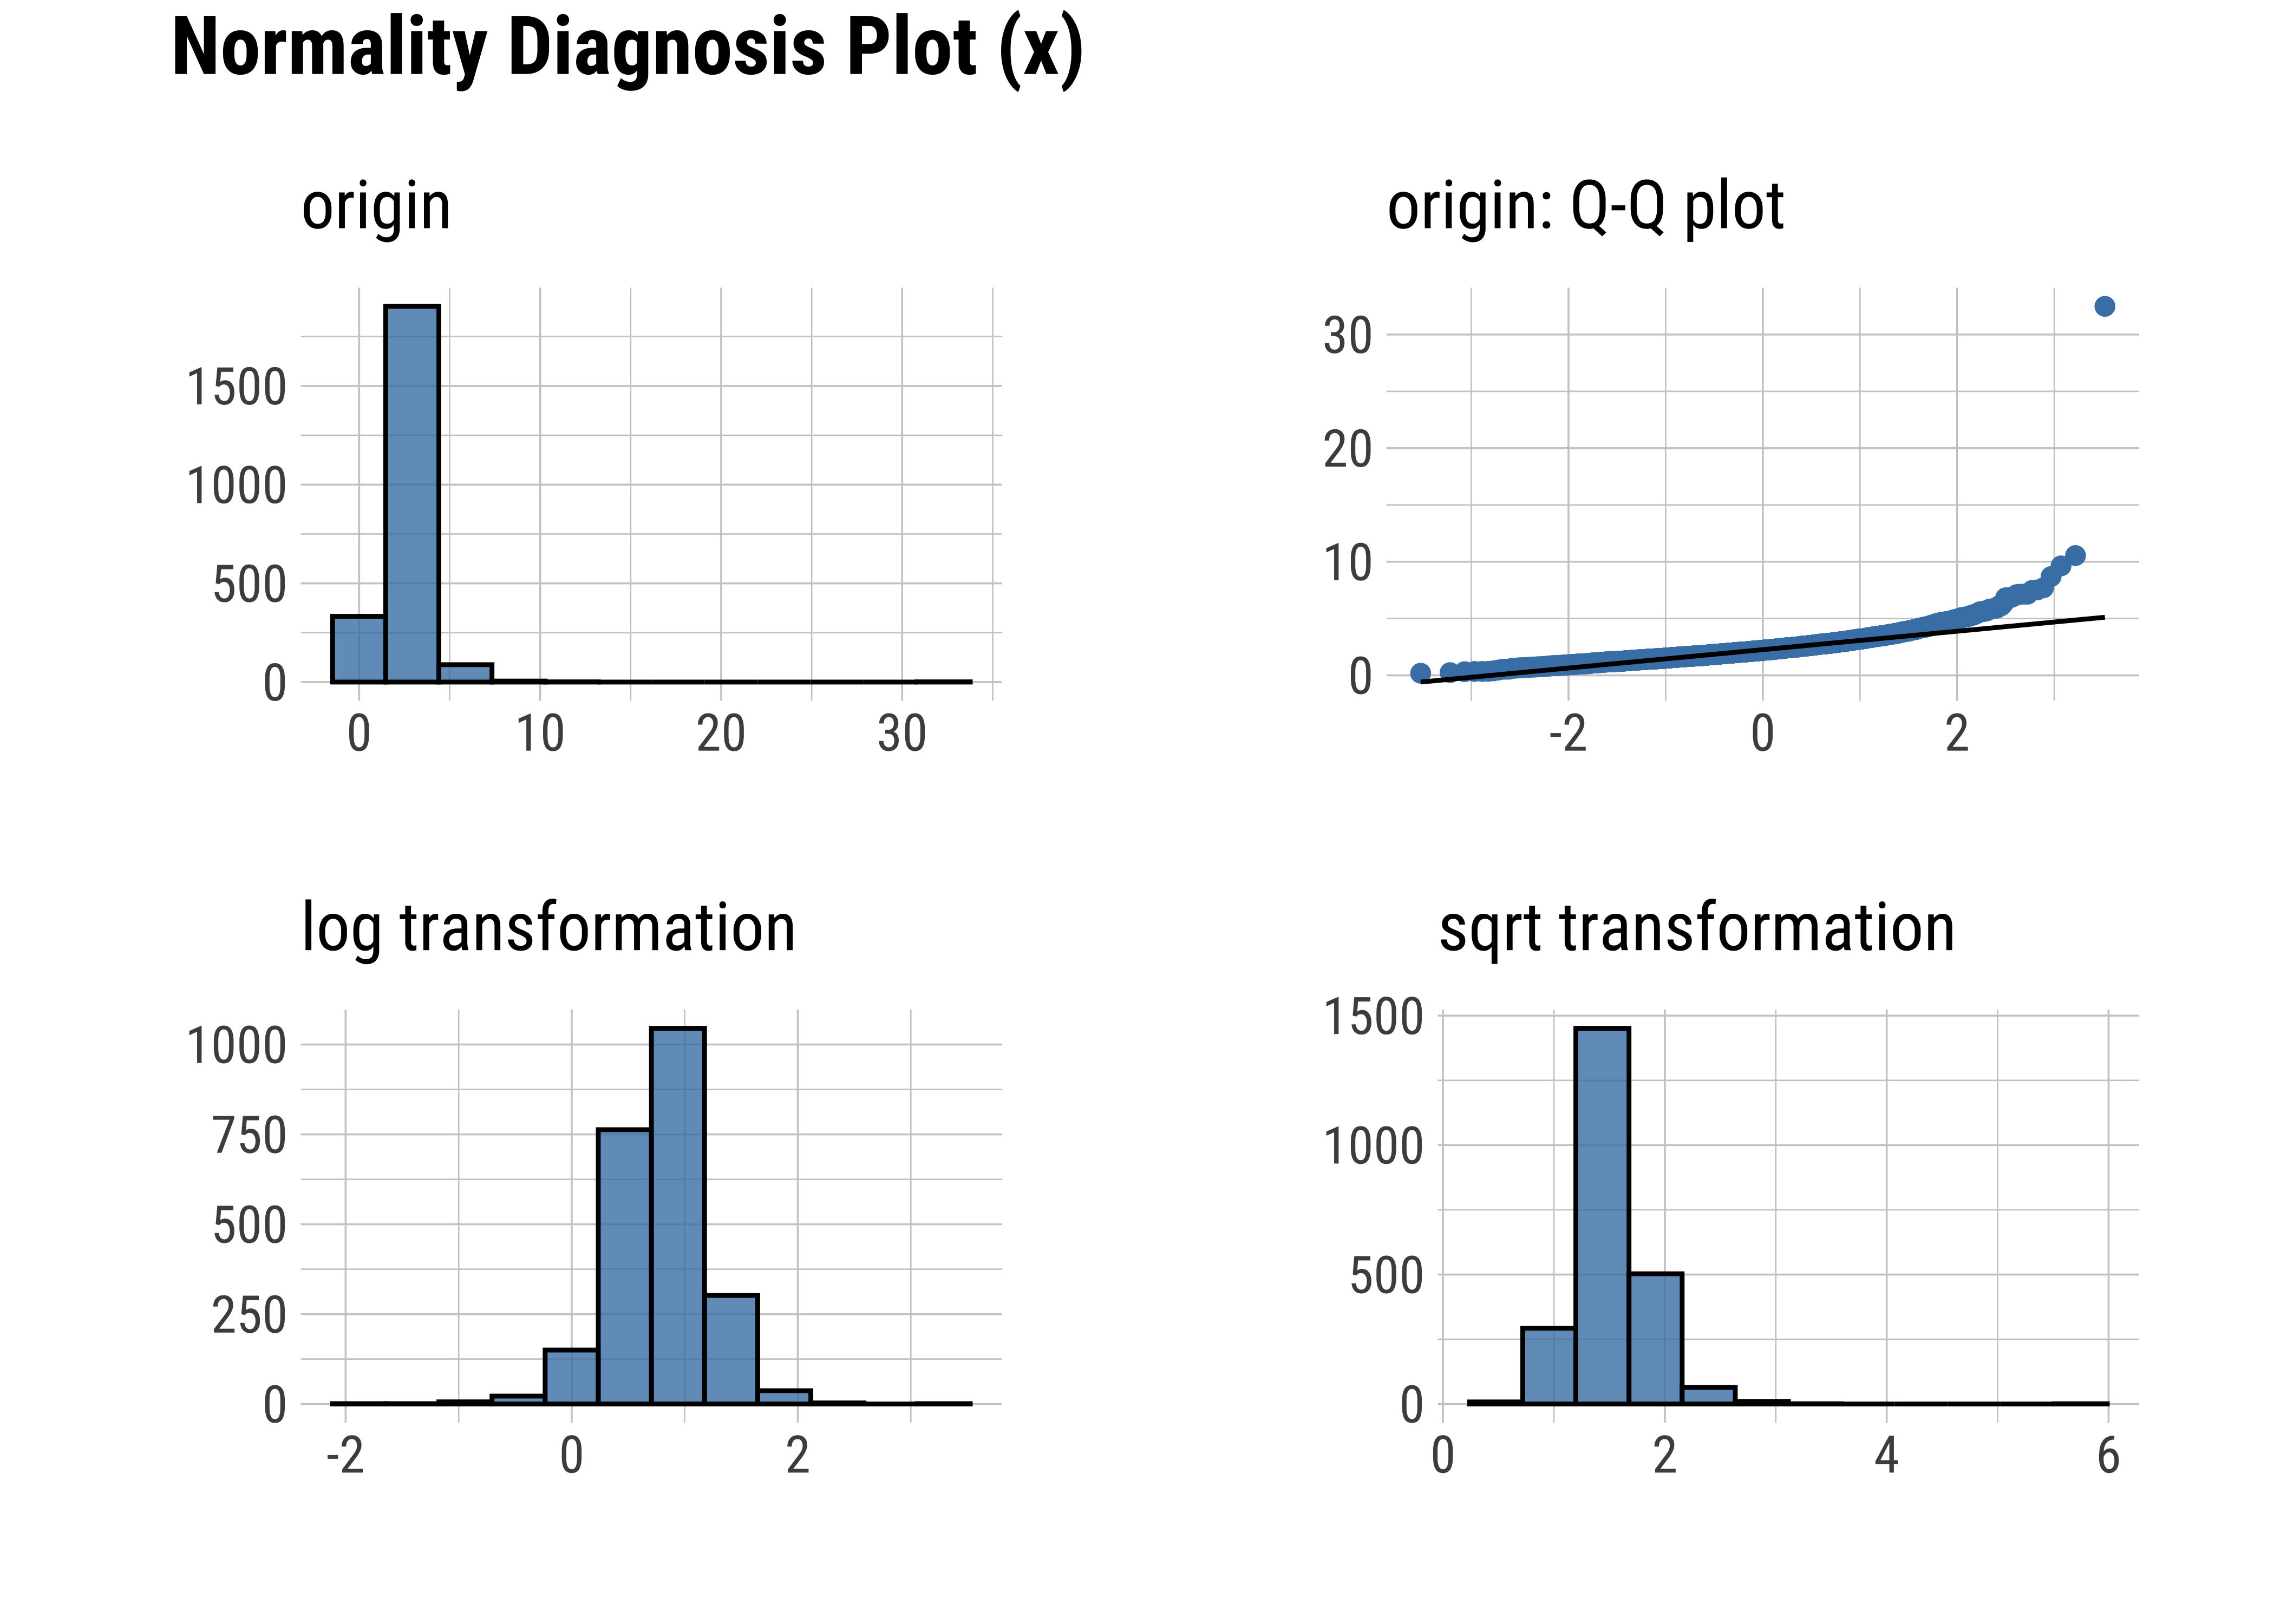 Normality Diagnosis Plot (x)
origin
1500
1000
500
0
0 10 20 30
origin: Q-Q plot
30
20
10
0
-2 0 2
log transformation
1000
750
500
250
0
-2 0 2
sqrt transformation
1500
1000
500
0
0 2 4 6